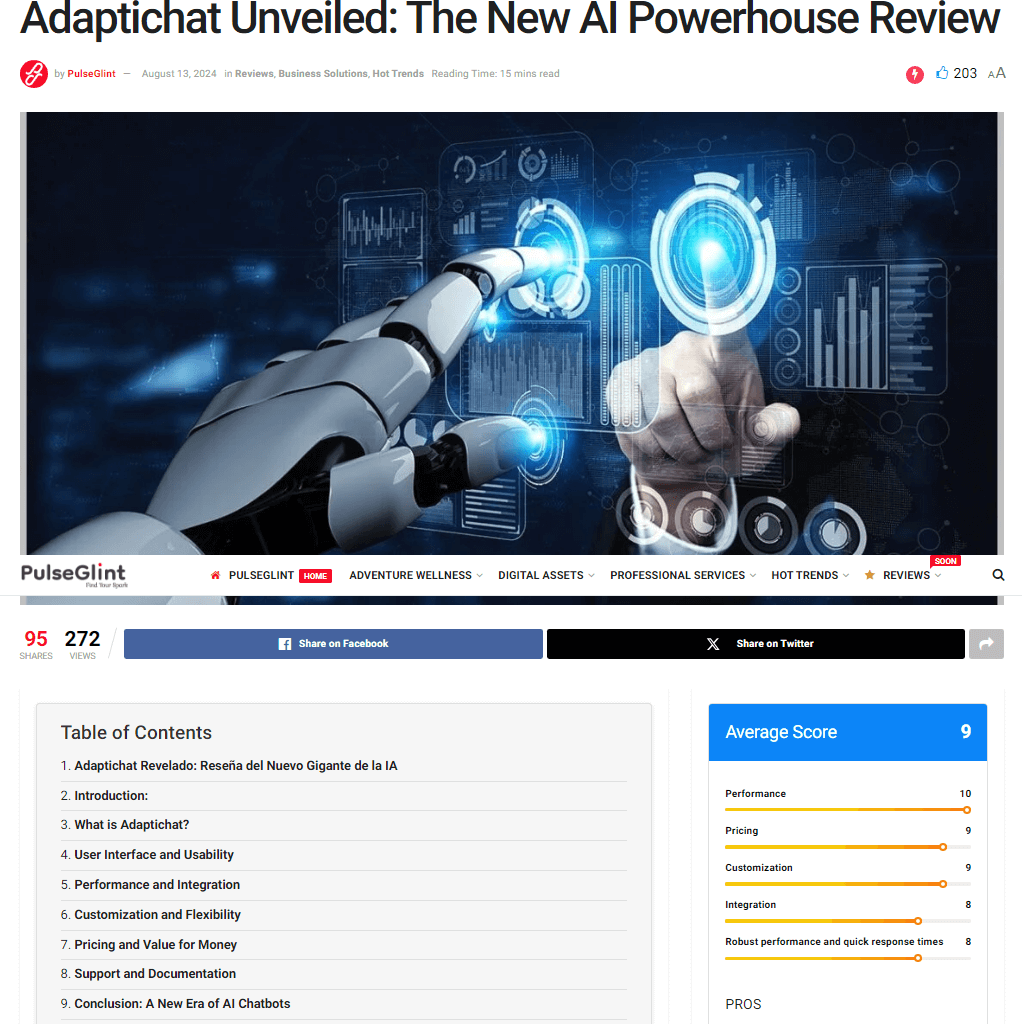 Adaptichat Unveiled: The New AI Powerhouse Review
by PulseGlint — August 13, 2024 in Reviews, Business Solutions, Hot Trends Reading Time: 15 mins read
203 AA
PulseGlint
Find Your Spark
PULSEGLINT HOME ADVENTURE WELLNESS DIGITAL ASSETS PROFESSIONAL SERVICES HOT TRENDS REVIEWS SOON
95 SHARES
272 VIEWS
Share on Facebook
Share on Twitter
Table of Contents
1. Adaptichat Revelado: Reseña del Nuevo Gigante de la IA
2. Introduction:
3. What is Adaptichat?
4. User Interface and Usability
5. Performance and Integration
6. Customization and Flexibility
7. Pricing and Value for Money
8. Support and Documentation
9. Conclusion: A New Era of AI Chatbots
Average Score 9
Performance 10
Pricing 9
Customization 9
Integration 8
Robust performance and quick response times 8
PROS